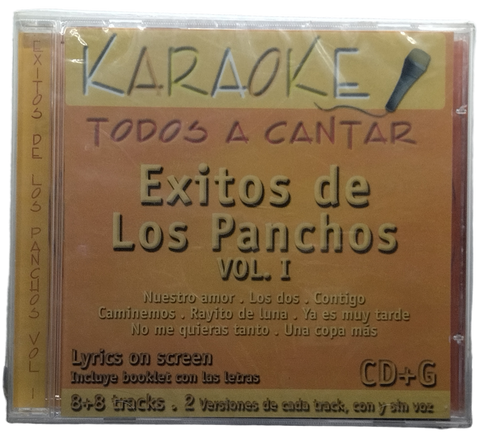 KARAOKE
TODOS A CANTAR
Exitos de
Los Panchos
VOL. I
Nuestro amor . Los dos . Contigo
Caminemos . Rayito de luna . Ya es muy tarde
No me quieras tanto . Una copa más
Lyrics on screen
Incluye booklet con las letras
CD+G
8+8 tracks . 2 Versiones de cada track, con y sin voz
EXITOS DE LOS PANCHOS VOL. I